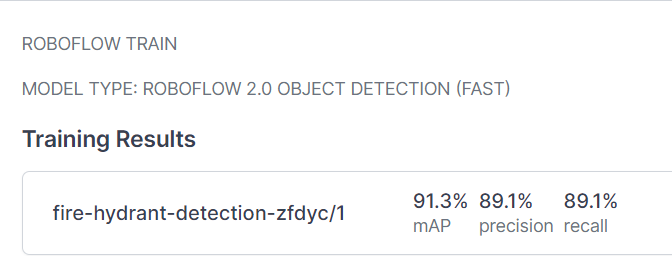 ROBOFLOW TRAIN
MODEL TYPE: ROBOFLOW 2.0 OBJECT DETECTION (FAST)
Training Results
fire-hydrant-detection-zfdyc/1
91.3% 89.1% 89.1%
mAP precision recall